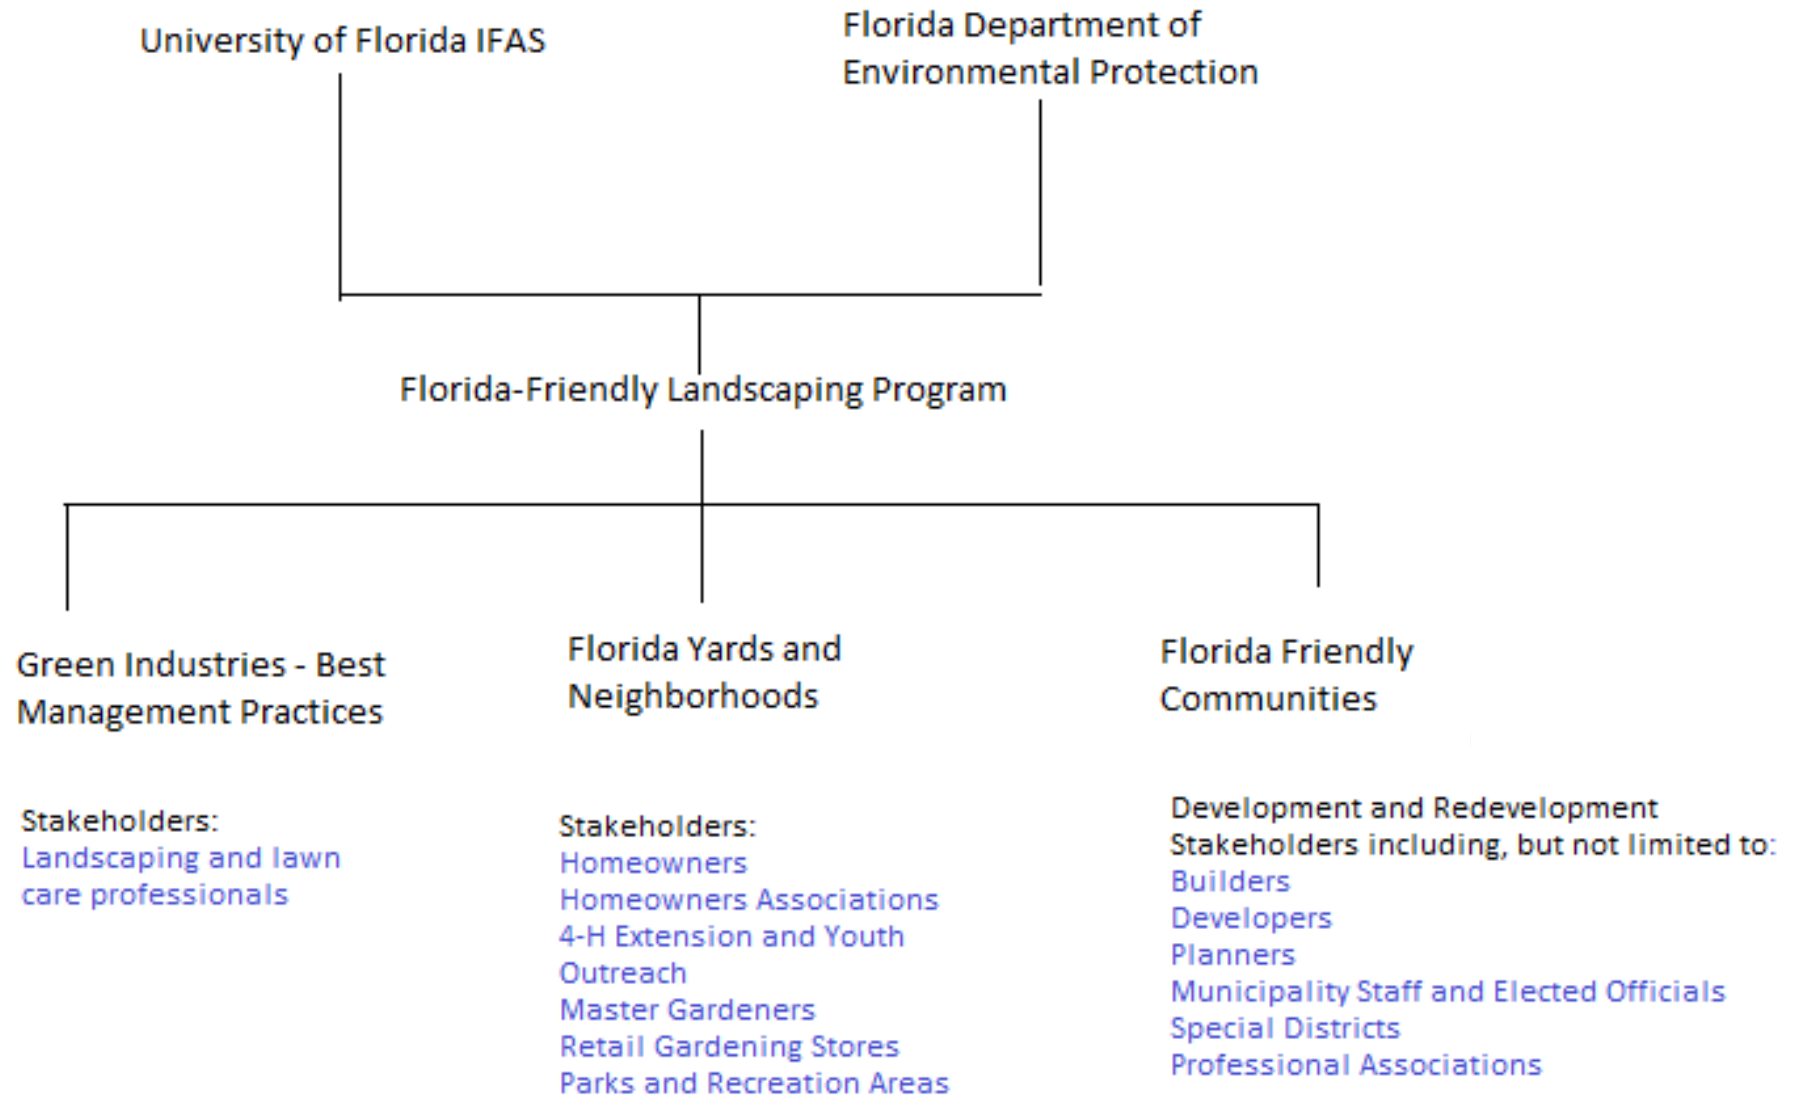 University of Florida IFAS
Florida Department of
Environmental Protection
Florida-Friendly Landscaping Program
Green Industries - Best
Management Practices
Stakeholders:
Landscaping and lawn
care professionals
Florida Yards and
Neighborhoods
Stakeholders:
Homeowners
Homeowners Associations
4-H Extension and Youth
Outreach
Master Gardeners
Retail Gardening Stores
Parks and Recreation Areas
Florida Friendly
Communities
Development and Redevelopment
Stakeholders including, but not limited to:
Builders
Developers
Planners
Municipality Staff and Elected Officials
Special Districts
Professional Associations